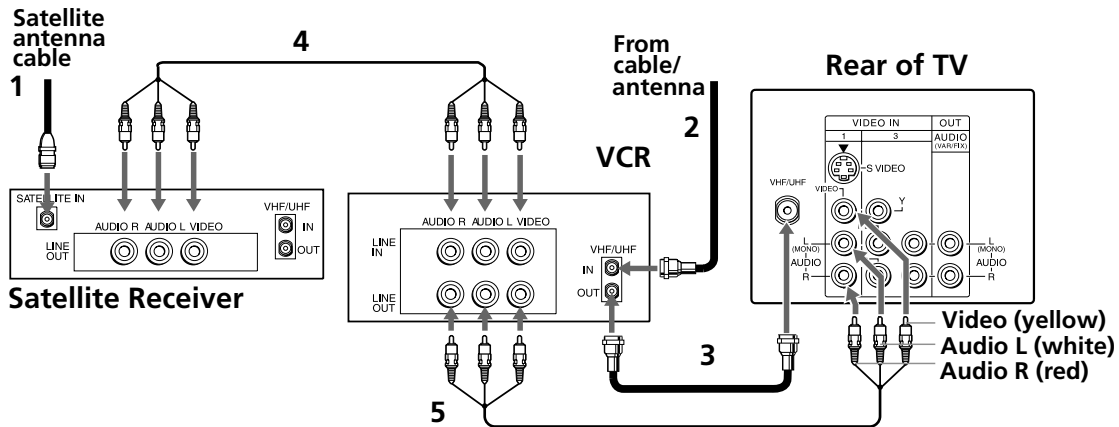 Satellite
antenna
cable
1
4
From
cable/
antenna
2
Rear of TV
VCR
VIDEO IN
OUT
1
3
AUDIO
(VAR/FIX)
S VIDEO
VHF/UHF
VIDEO
Y
L
(MONO)
AUDIO
R
L
(MONO)
AUDIO
R
SATELLITE IN
AUDIO R AUDIO L VIDEO
LINE
OUT
VHF/UHF
IN
OUT
Satellite Receiver
AUDIO R AUDIO L VIDEO
LINE
IN
LINE
OUT
VHF/UHF
IN
OUT
3
5
Video (yellow)
Audio L (white)
Audio R (red)